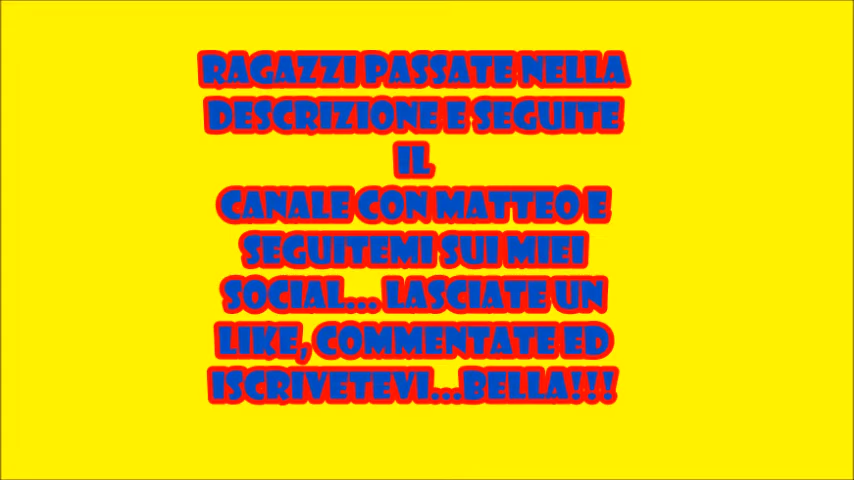 RAGAZZI PASSATE NELLA
DESCRIZIONE E SEGUITE
IL
CANALE CON MATTEO E
SEGUITEMI SUI MIEI
SOCIAL... LASCIATE UN
LIKE, COMMENTATE ED
ISCRIVETEVI...BELLA!!!